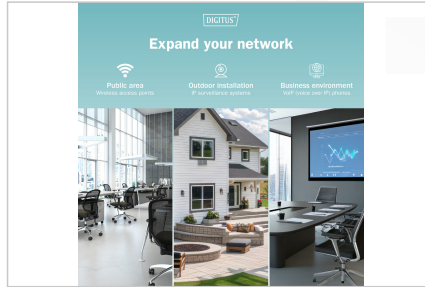 DIGITUS®
Expand your network
Public area
Wireless access points
Outdoor installation
IP surveillance systems
Business environment
VoIP (voice over IP) phones